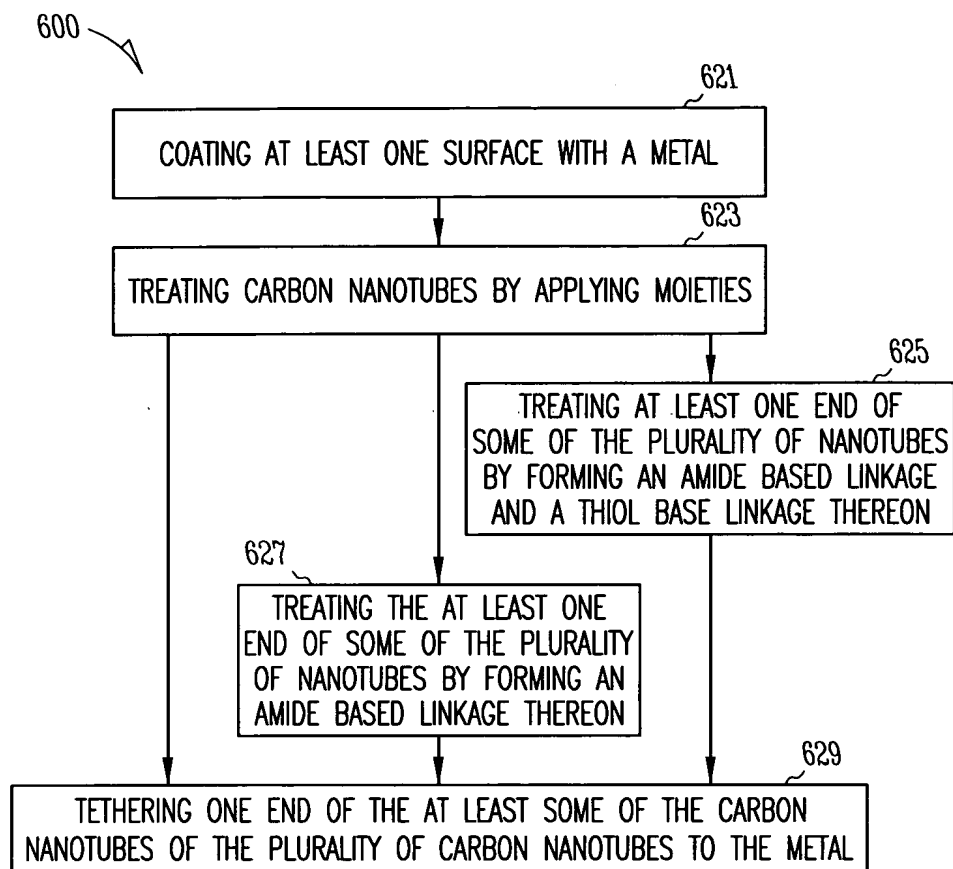 600
621
COATING AT LEAST ONE SURFACE WITH A METAL
623
TREATING CARBON NANOTUBES BY APPLYING MOIETIES
625
TREATING AT LEAST ONE END OF
SOME OF THE PLURALITY OF NANOTUBES
BY FORMING AN AMIDE BASED LINKAGE
AND A THIOL BASE LINKAGE THEREON
627
TREATING THE AT LEAST ONE
END OF SOME OF THE PLURALITY
OF NANOTUBES BY FORMING AN
AMIDE BASED LINKAGE THEREON
629
TETHERING ONE END OF THE AT LEAST SOME OF THE CARBON
NANOTUBES OF THE PLURALITY OF CARBON NANOTUBES TO THE METAL